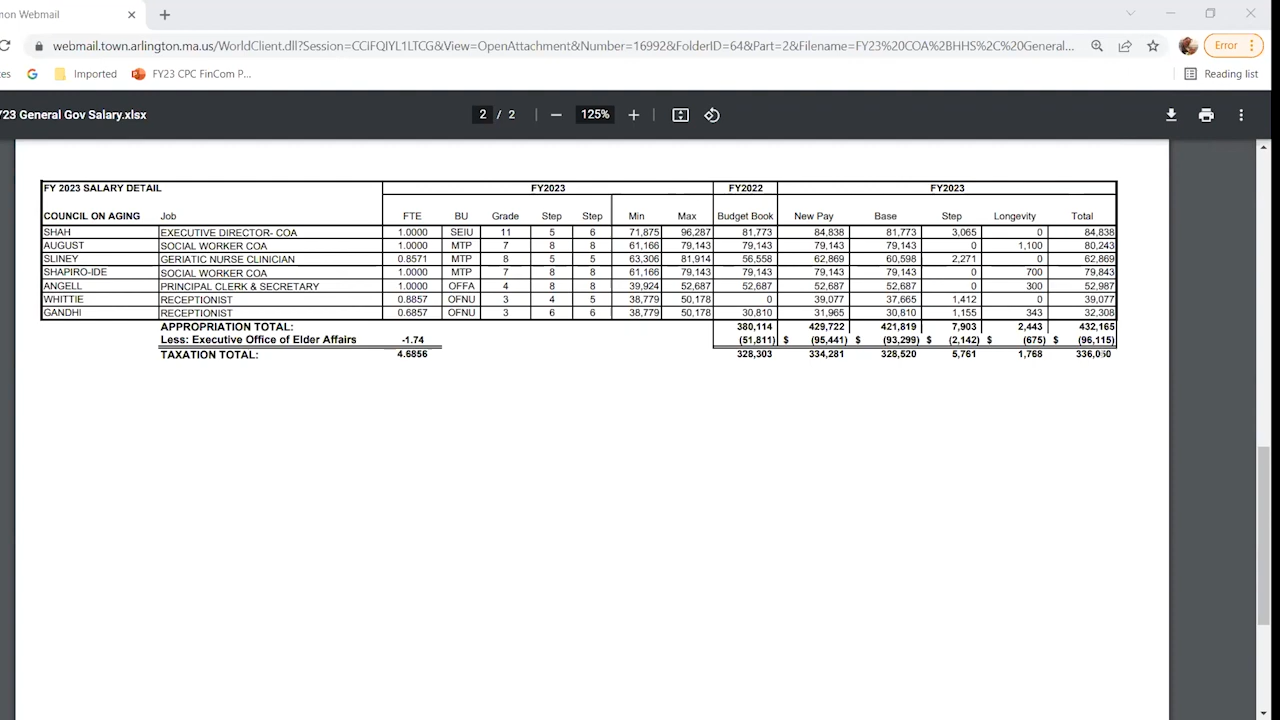 non Webmail
webmail.town.arlington.ma.us/WorldClient.dll?Session=CCIFQIYL1LTCG&View=OpenAttachment&Number=16992&FolderID=64&Part=2&Filename=FY23%20COA%2BHHS%2C%20General...
Error
es Imported FY23 CPC FinCom P...
Reading list
Y23 General Gov Salary.xlsx
2 / 2
125%
FY 2023 SALARY DETAIL FY2023 FY2022 FY2023
COUNCIL ON AGING Job FTE BU Grade Step Step Min Max Budget Book New Pay Base Step Longevity Total
SHAH EXECUTIVE DIRECTOR- COA 1.0000 SEIU 11 5 6 71,875 96,287 81,773 84,838 81,773 3,065 0 84,838
AUGUST SOCIAL WORKER COA 1.0000 MTP 7 8 8 61,166 79,143 79,143 79,143 79,143 0 1,100 80,243
SLINEY GERIATIC NURSE CLINICIAN 0.8571 MTP 8 5 5 63,306 81,914 56,558 62,869 60,598 2,271 0 62,869
SHAPIRO-IDE SOCIAL WORKER COA 1.0000 MTP 7 8 8 61,166 79,143 79,143 79,143 79,143 0 700 79,843
ANGELL PRINCIPAL CLERK & SECRETARY 1.0000 OFFA 4 8 8 39,924 52,687 52,687 52,687 52,687 0 300 52,987
WHITTIE RECEPTIONIST 0.8857 OFNU 3 4 5 38,779 50,178 0 39,077 37,665 1,412 0 39,077
GANDHI RECEPTIONIST 0.6857 OFNU 3 6 6 38,779 50,178 30,810 31,965 30,810 1,155 343 32,308
APPROPRIATION TOTAL: 380,114 429,722 421,819 7,903 2,443 432,165
Less: Executive Office of Elder Affairs -1.74 (51,811) $ (95,441) $ (93,299) $ (2,142) $ (675) $ (96,115)
TAXATION TOTAL: 4.6856 328,303 334,281 328,520 5,761 1,768